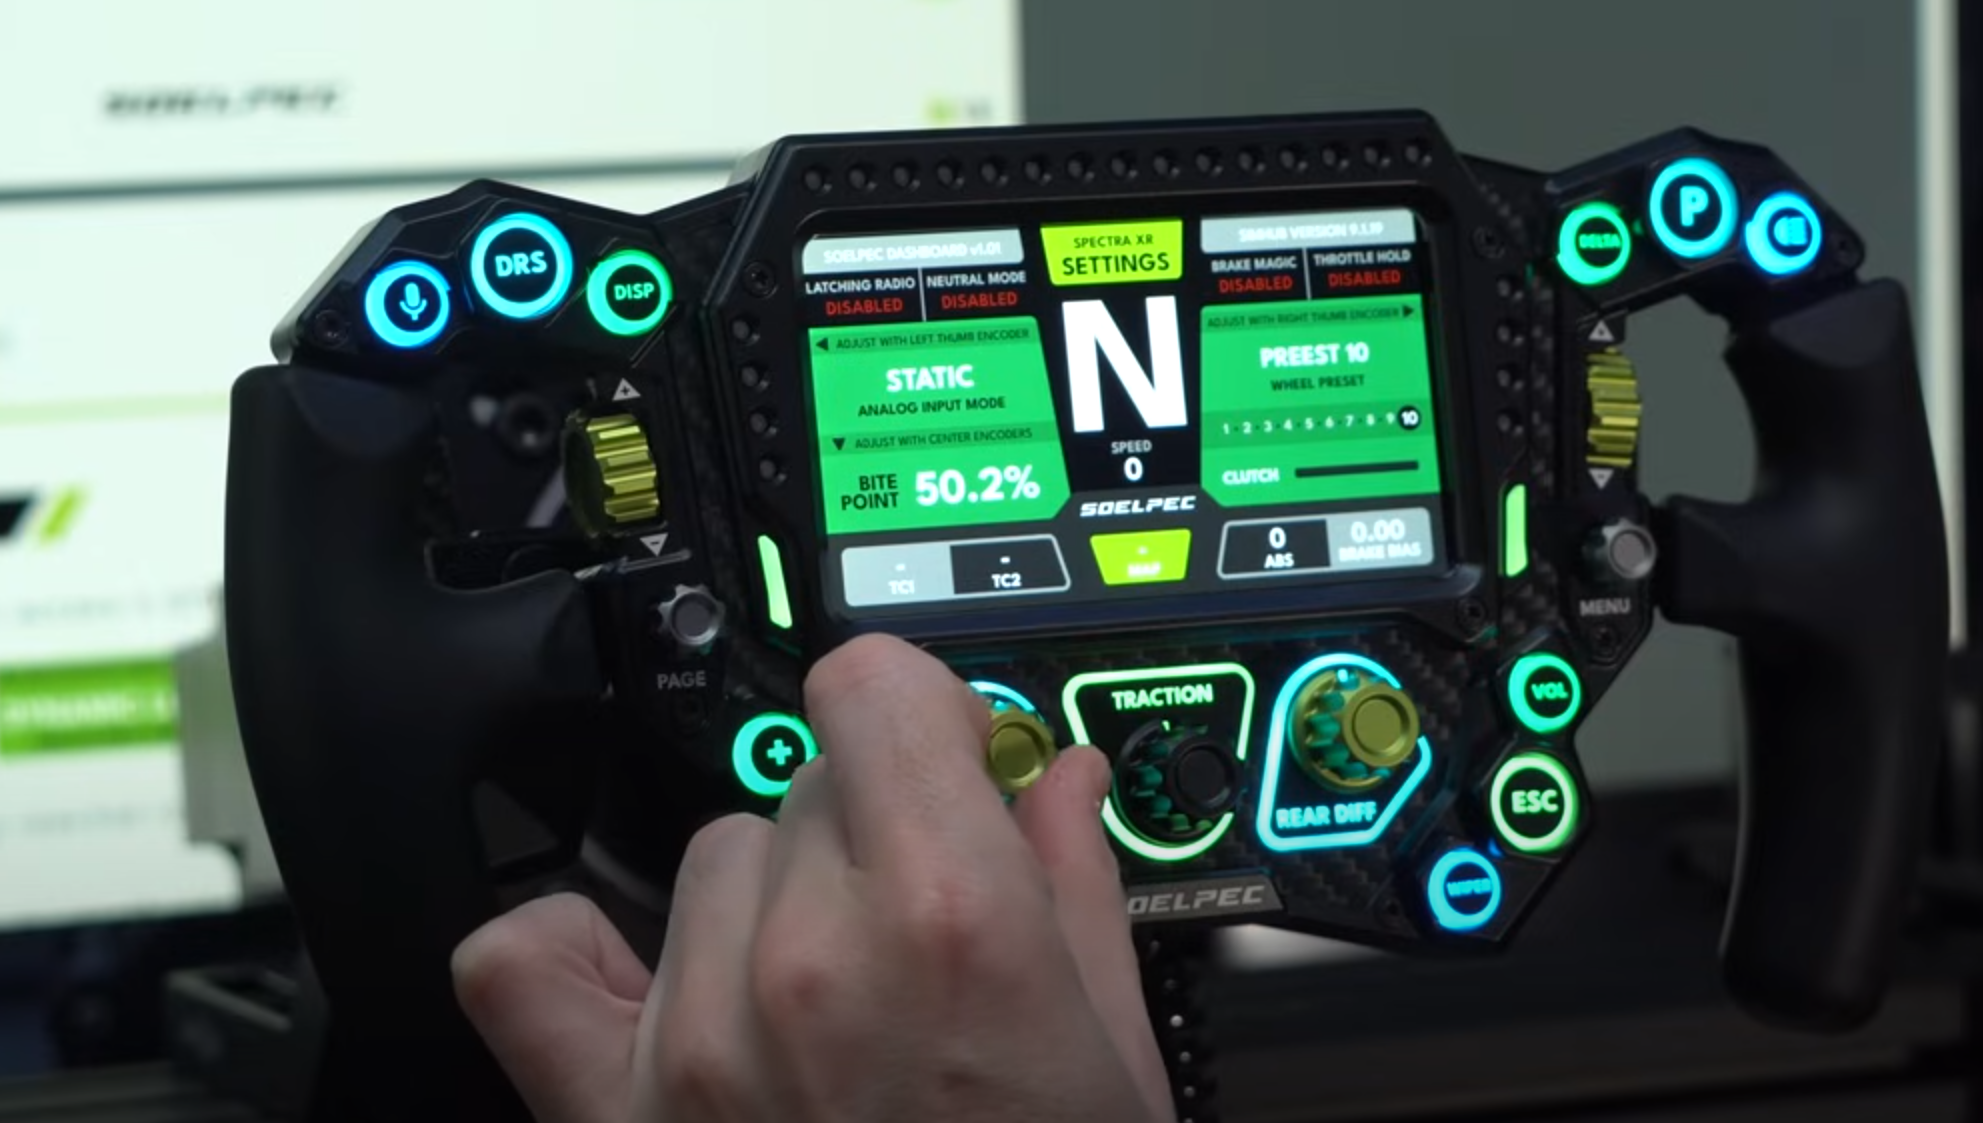 SOELPEC
DRS
DISP
DELTA
P
SOELPEC DASHBOARD v1.01
SPECTRA XR
SETTINGS
SIMHUB VERSION 9.1.19
LATCHING RADIO
DISABLED
NEUTRAL MODE
DISABLED
BRAKE MAGIC
DISABLED
THROTTLE HOLD
DISABLED
◀ ADJUST WITH LEFT THUMB ENCODER
STATIC
ANALOG INPUT MODE
▼ ADJUST WITH CENTER ENCODERS
BITE
POINT
50.2%
N
SPEED
0
SOELPEC
ADJUST WITH RIGHT THUMB ENCODER ▶
PREEST 10
WHEEL PRESET
1 - 2 - 3 - 4 - 5 - 6 - 7 - 8 - 9 10
CLUTCH
-
TC1
-
TC2
-
MAP
0
ABS
0.00
BRAKE BIAS
+
-
PAGE
MENU
+
TRACTION
REAR DIFF
VOL
ESC
WIPER
OELPEC